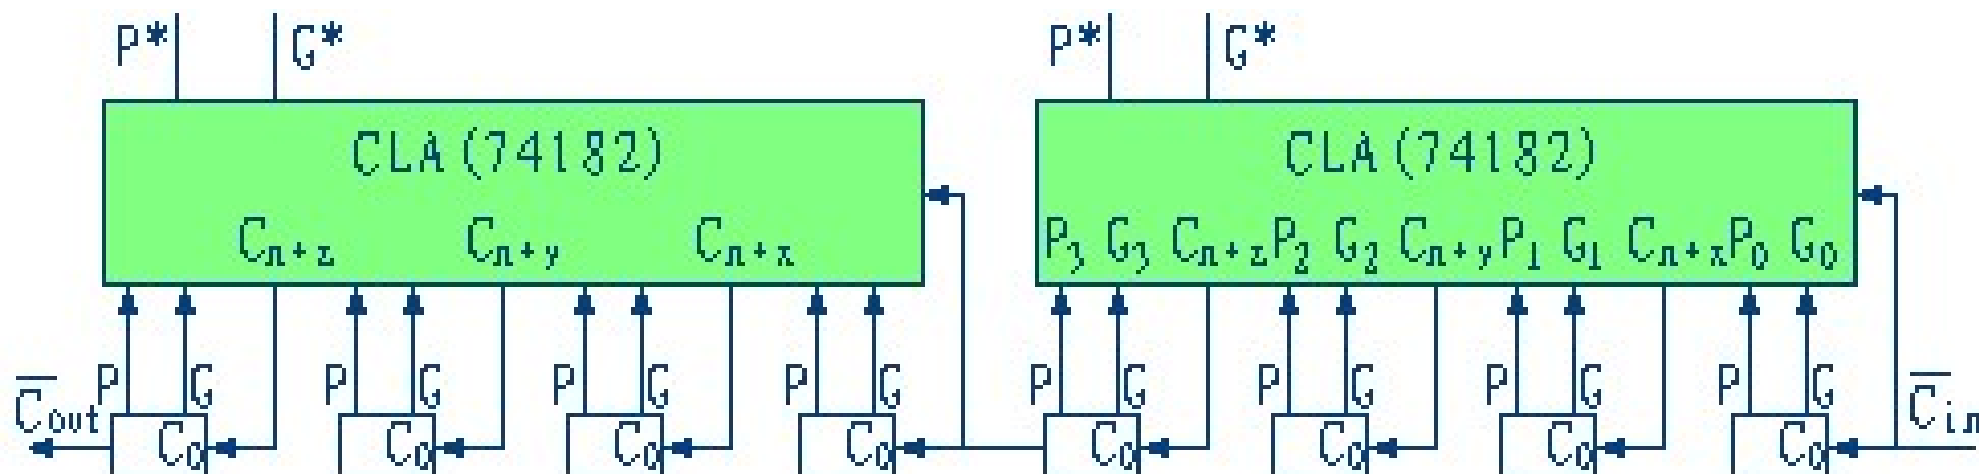 P* G* P* G*
CLA(74182) CLA(74182)
Cn+z Cn+y Cn+x P3 G3 Cn+z P2 G2 Cn+y P1 G1 Cn+x P0 G0
P G P G P G P G P G P G P G P G
C̅out C0 C0 C0 C0 C0 C0 C0 C0 C̅in